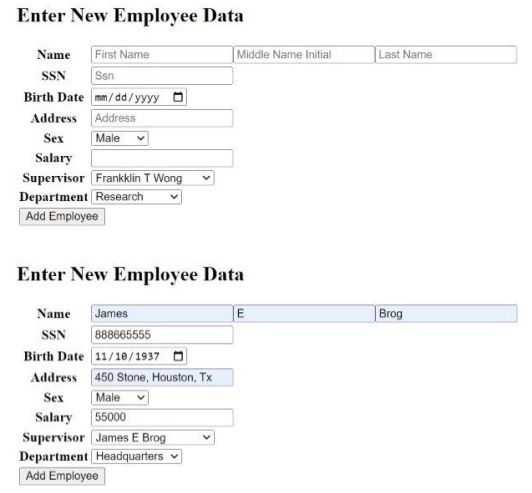 Enter New Employee Data
Name First Name Middle Name Initial Last Name
SSN Ssn
Birth Date mm/dd/yyyy
Address Address
Sex Male
Salary
Supervisor Frankklin T Wong
Department Research
Add Employee
Enter New Employee Data
Name James E Brog
SSN 888665555
Birth Date 11/10/1937
Address 450 Stone, Houston, Tx
Sex Male
Salary 55000
Supervisor James E Brog
Department Headquarters
Add Employee